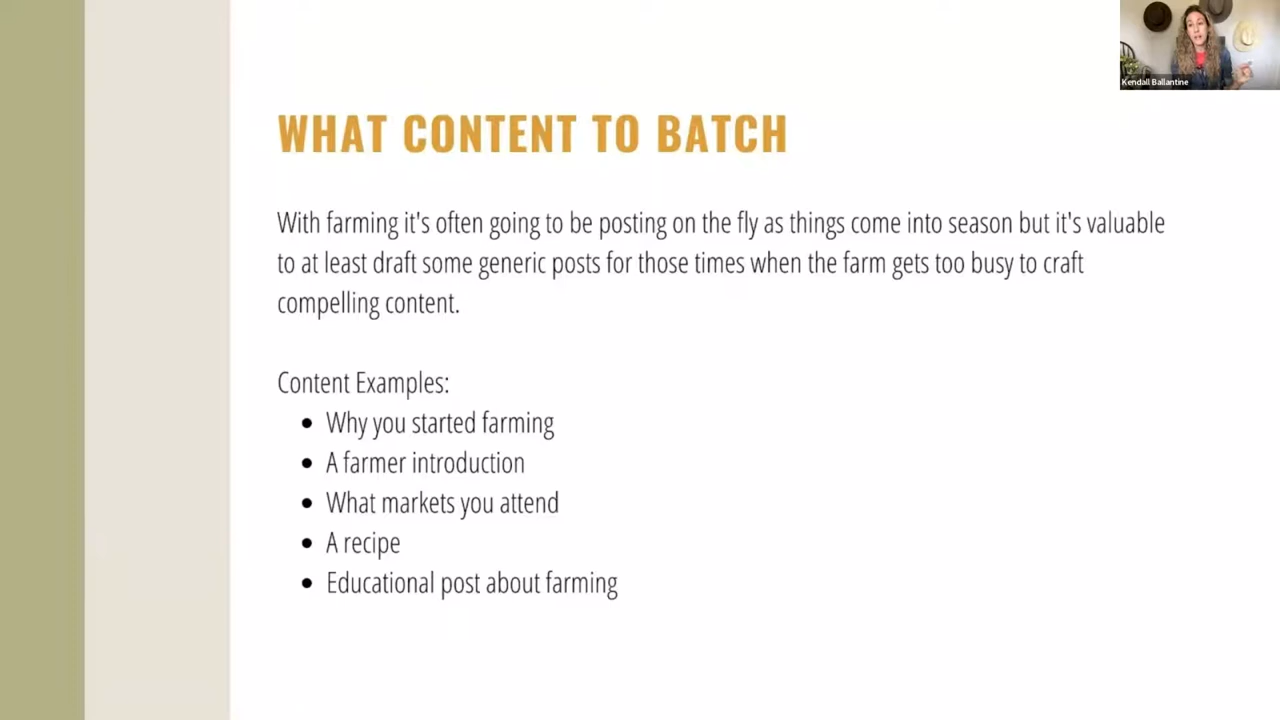 Kendall Ballantine
WHAT CONTENT TO BATCH
With farming it's often going to be posting on the fly as things come into season but it's valuable
to at least draft some generic posts for those times when the farm gets too busy to craft
compelling content.
Content Examples:
• Why you started farming
• A farmer introduction
• What markets you attend
• A recipe
• Educational post about farming